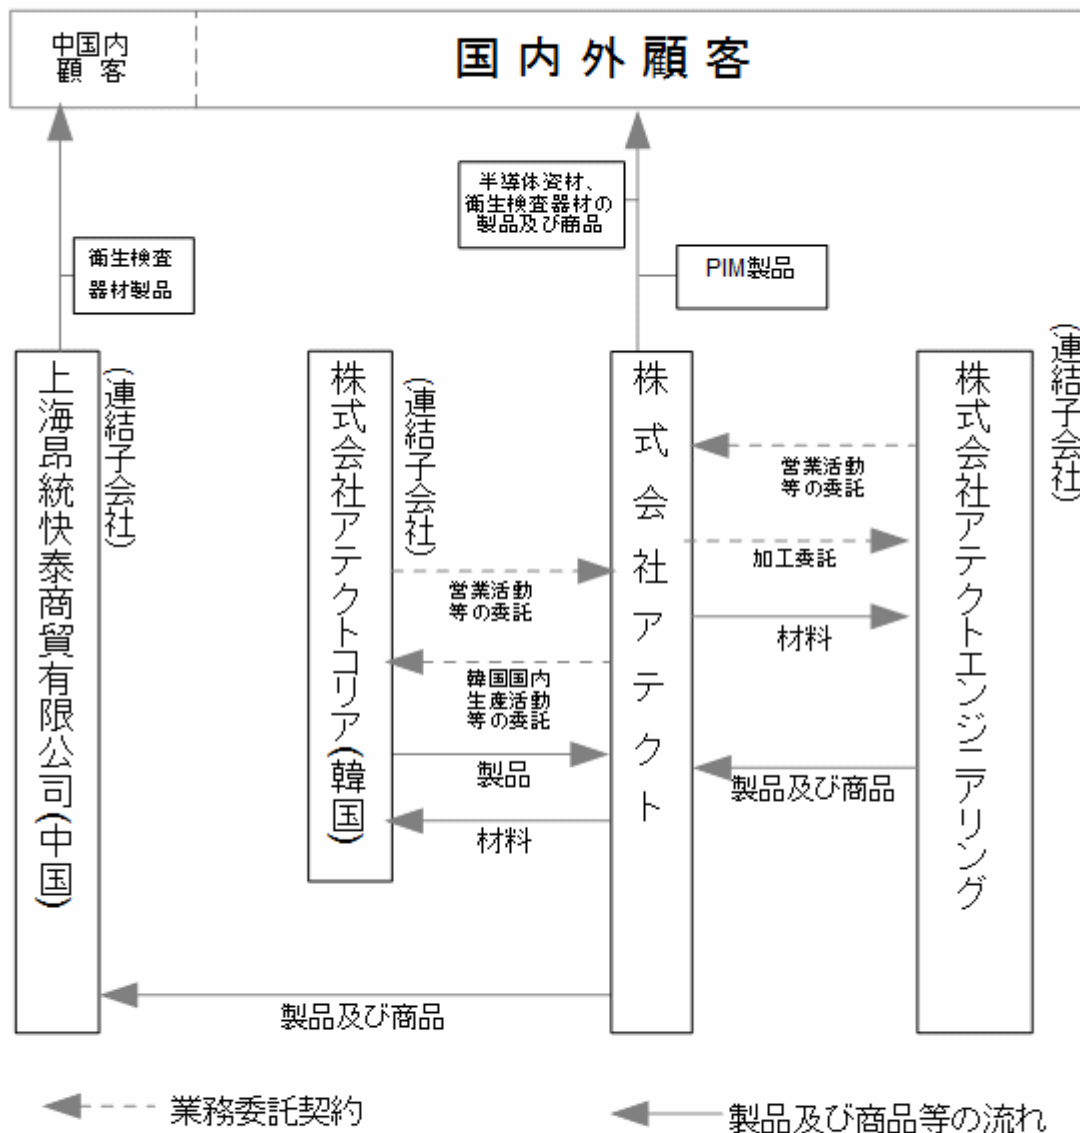 中国内
顧客
国内外顧客
半導体資材、
衛生検査器材の
製品及び商品
衛生検査
器材製品
PIM製品
上海昂統快泰商貿有限公司(中国)
(連結子会社)
株式会社アテクトコリア(韓国)
(連結子会社)
株式会社アテクト
株式会社アテクトエンジニアリング
(連結子会社)
営業活動
等の委託
加工委託
営業活動
等の委託
材料
韓国国内
生産活動
等の委託
製品
製品及び商品
材料
製品及び商品
業務委託契約
製品及び商品等の流れ